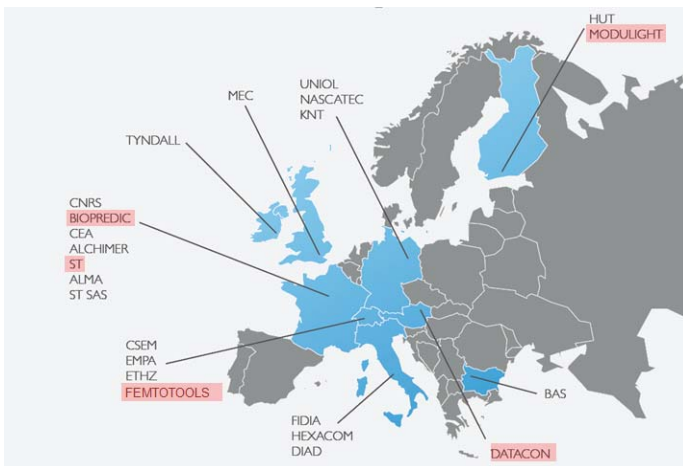 HUT
MODULIGHT
UNIOL
NASCATEC
KNT
MEC
TYNDALL
CNRS
BIOPREDIC
CEA
ALCHIMER
ST
ALMA
ST SAS
CSEM
EMPA
ETHZ
FEMTOTOOLS
FIDIA
HEXACOM
DIAD
BAS
DATACON